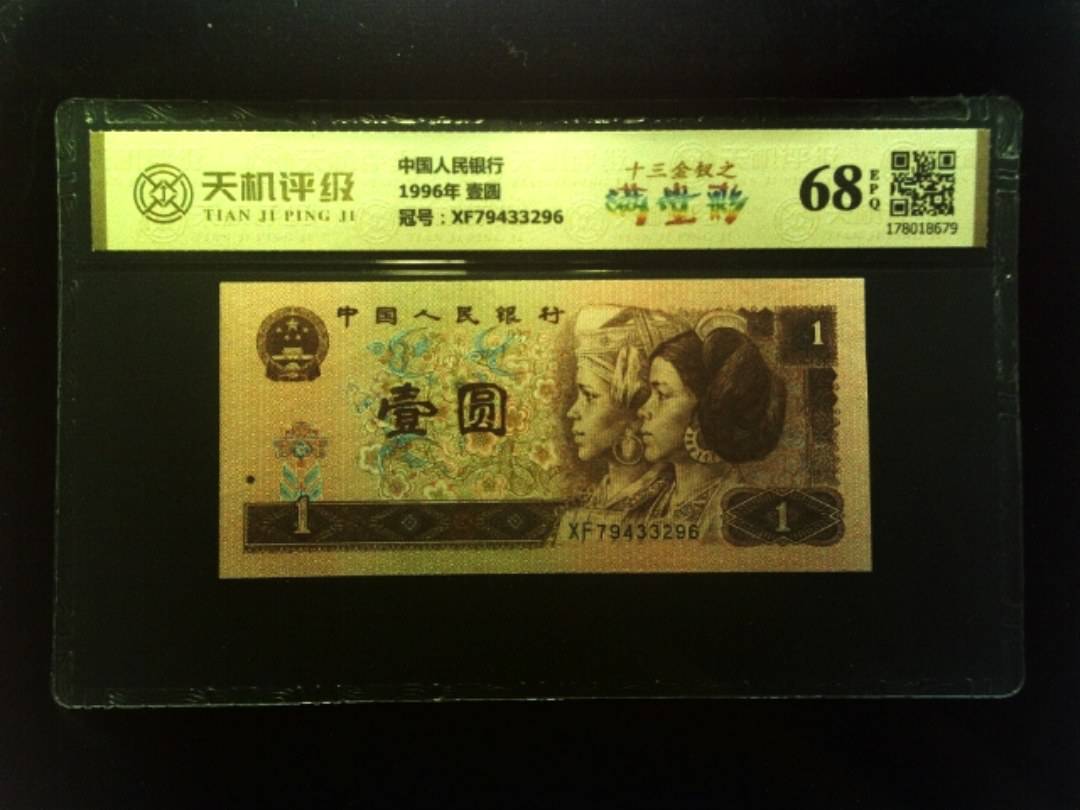 天机评级
TIAN JI PING JI
中国人民银行
1996年 壹圆
冠号：XF79433296
十三金钗之
满堂彩
68
EPQ
178018679
中国人民银行
1
壹圆
1
XF79433296
1